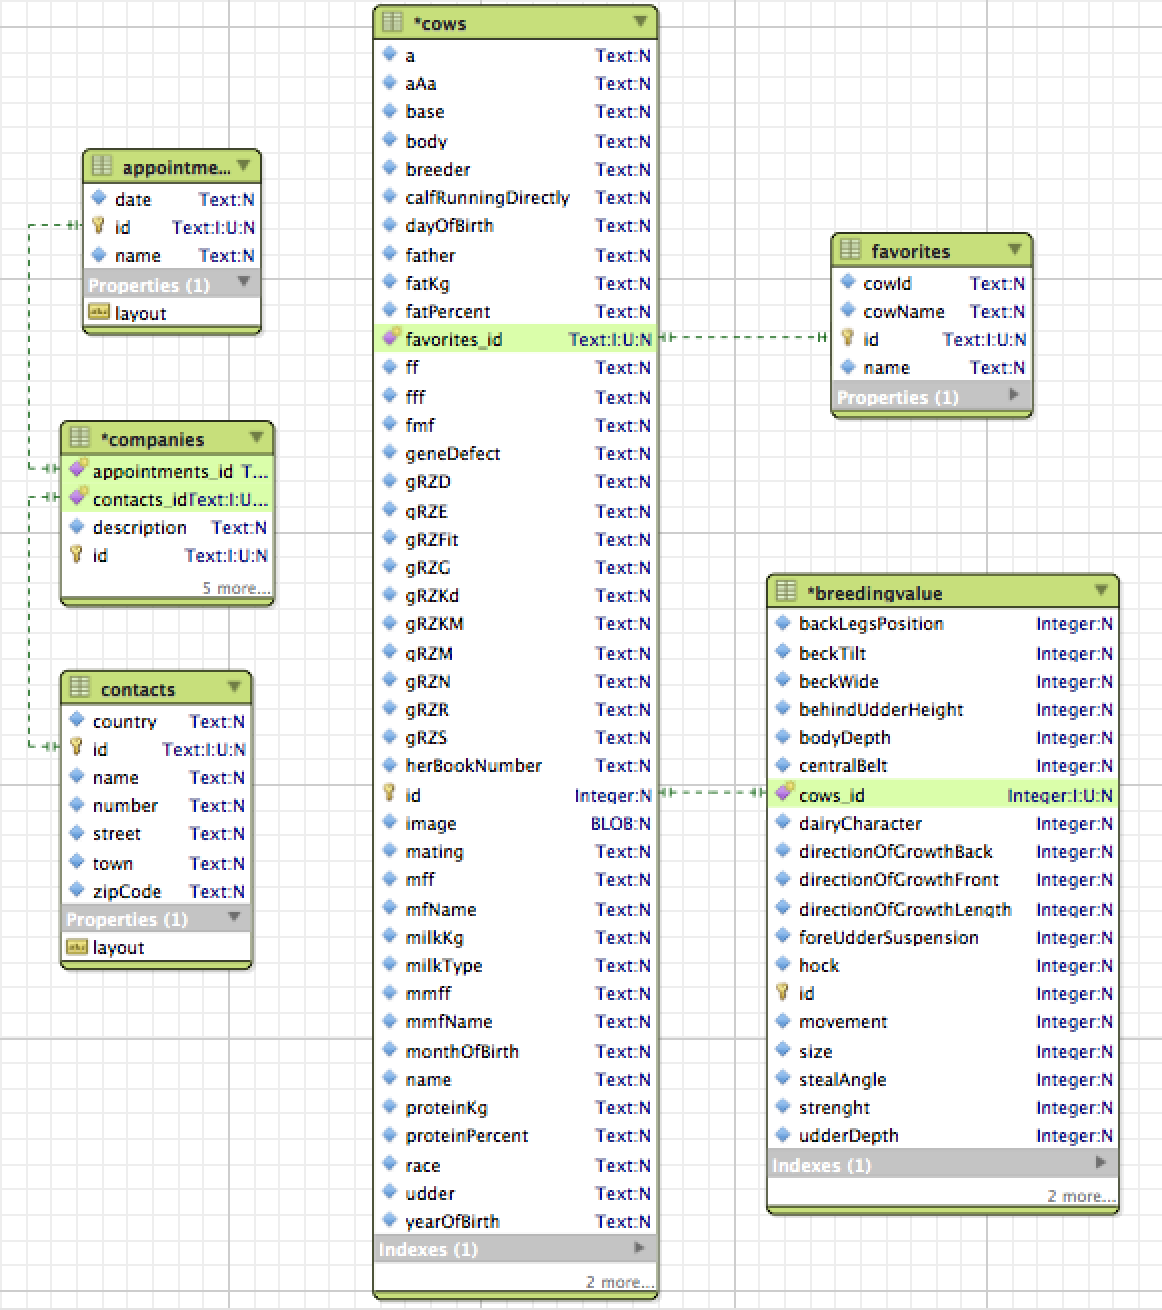 *cows
a Text:N
aAa Text:N
base Text:N
body Text:N
breeder Text:N
calfRunningDirectly Text:N
dayOfBirth Text:N
father Text:N
fatKg Text:N
fatPercent Text:N
favorites_id Text:I:U:N
ff Text:N
fff Text:N
fmf Text:N
geneDefect Text:N
gRZD Text:N
gRZE Text:N
gRZFit Text:N
gRZG Text:N
gRZKd Text:N
gRZKM Text:N
gRZM Text:N
gRZN Text:N
gRZR Text:N
gRZS Text:N
herBookNumber Text:N
id Integer:N
image BLOB:N
mating Text:N
mff Text:N
mfName Text:N
milkKg Text:N
milkType Text:N
mmff Text:N
mmfName Text:N
monthOfBirth Text:N
name Text:N
proteinKg Text:N
proteinPercent Text:N
race Text:N
udder Text:N
yearOfBirth Text:N
Indexes (1)
2 more...
appointme...
date Text:N
id Text:I:U:N
name Text:N
Properties (1)
layout
*companies
appointments_id T...
contacts_idText:I:U...
description Text:N
id Text:I:U:N
5 more...
contacts
country Text:N
id Text:I:U:N
name Text:N
number Text:N
street Text:N
town Text:N
zipCode Text:N
Properties (1)
layout
favorites
cowId Text:N
cowName Text:N
id Text:I:U:N
name Text:N
Properties (1)
*breedingvalue
backLegsPosition Integer:N
beckTilt Integer:N
beckWide Integer:N
behindUdderHeight Integer:N
bodyDepth Integer:N
centralBelt Integer:N
cows_id Integer:I:U:N
dairyCharacter Integer:N
directionOfGrowthBack Integer:N
directionOfGrowthFront Integer:N
directionOfGrowthLength Integer:N
foreUdderSuspension Integer:N
hock Integer:N
id Integer:N
movement Integer:N
size Integer:N
stealAngle Integer:N
strenght Integer:N
udderDepth Integer:N
Indexes (1)
2 more...